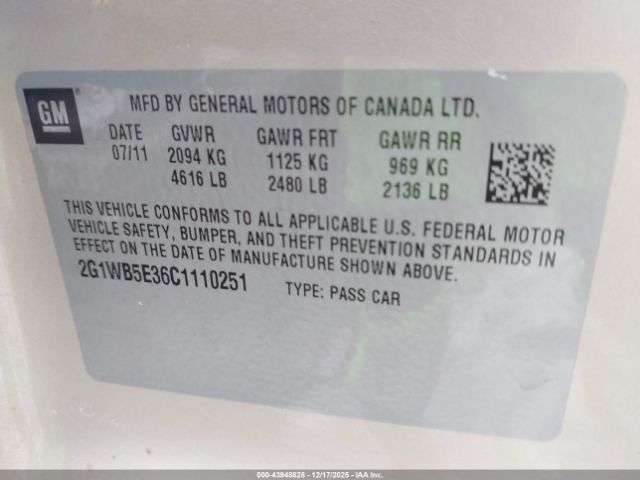 GM
MFD BY GENERAL MOTORS OF CANADA LTD.
DATE GVWR GAWR FRT GAWR RR
07/11 2094 KG 1125 KG 969 KG
4616 LB 2480 LB 2136 LB
THIS VEHICLE CONFORMS TO ALL APPLICABLE U.S. FEDERAL MOTOR
VEHICLE SAFETY, BUMPER, AND THEFT PREVENTION STANDARDS IN
EFFECT ON THE DATE OF MANUFACTURE SHOWN ABOVE.
2G1WB5E36C1110251 TYPE: PASS CAR
000-43948828 - 12/17/2025 - IAA Inc.